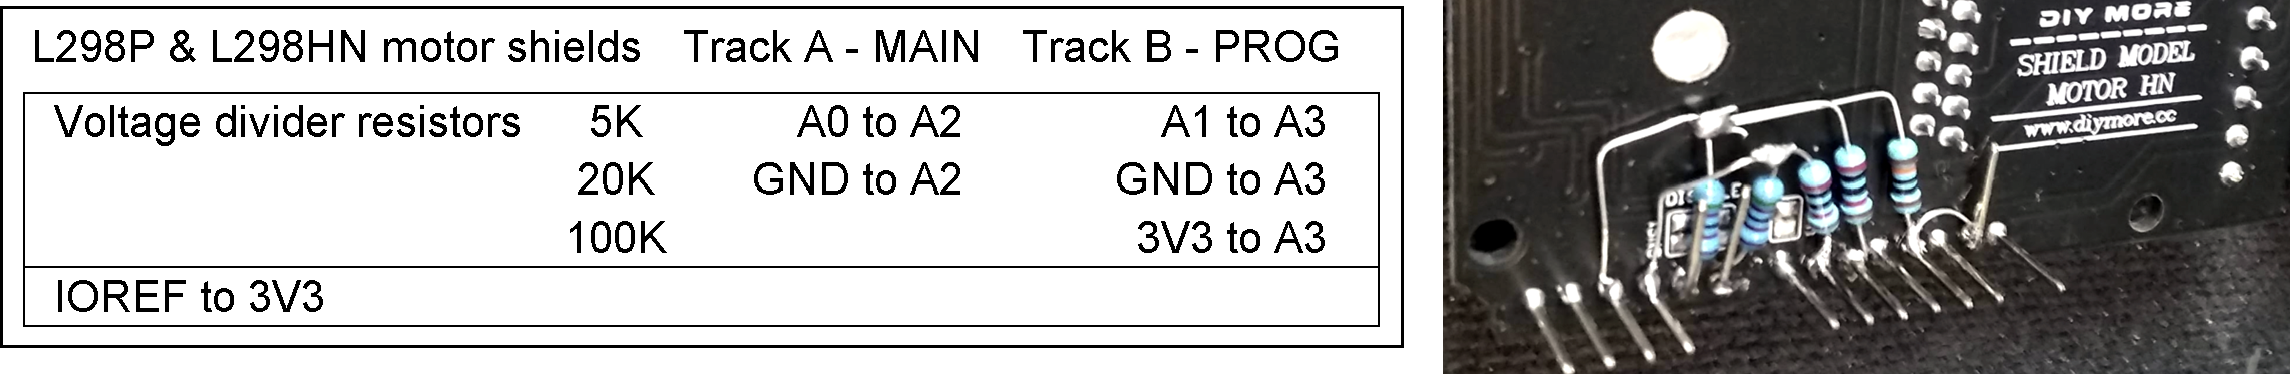 L298P & L298HN motor shields Track A - MAIN Track B - PROG
Voltage divider resistors 5K A0 to A2 A1 to A3
20K GND to A2 GND to A3
100K 3V3 to A3
IOREF to 3V3
DIY MORE
SHIELD MODEL
MOTOR HN
www.diymore.cc